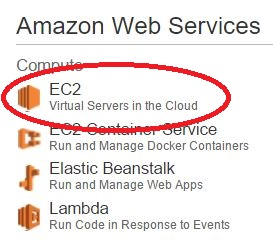 Amazon Web Services
Compute
EC2
Virtual Servers in the Cloud
EC2 Container Service
Run and Manage Docker Containers
Elastic Beanstalk
Run and Manage Web Apps
Lambda
Run Code in Response to Events